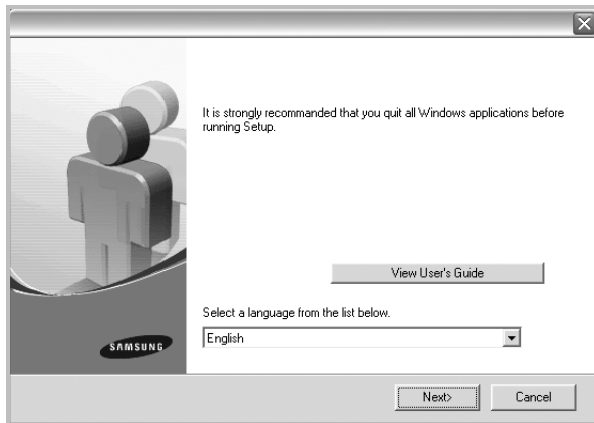 It is strongly recommanded that you quit all Windows applications before
running Setup.
View User's Guide
Select a language from the list below.
English
SAMSUNG
Next>
Cancel